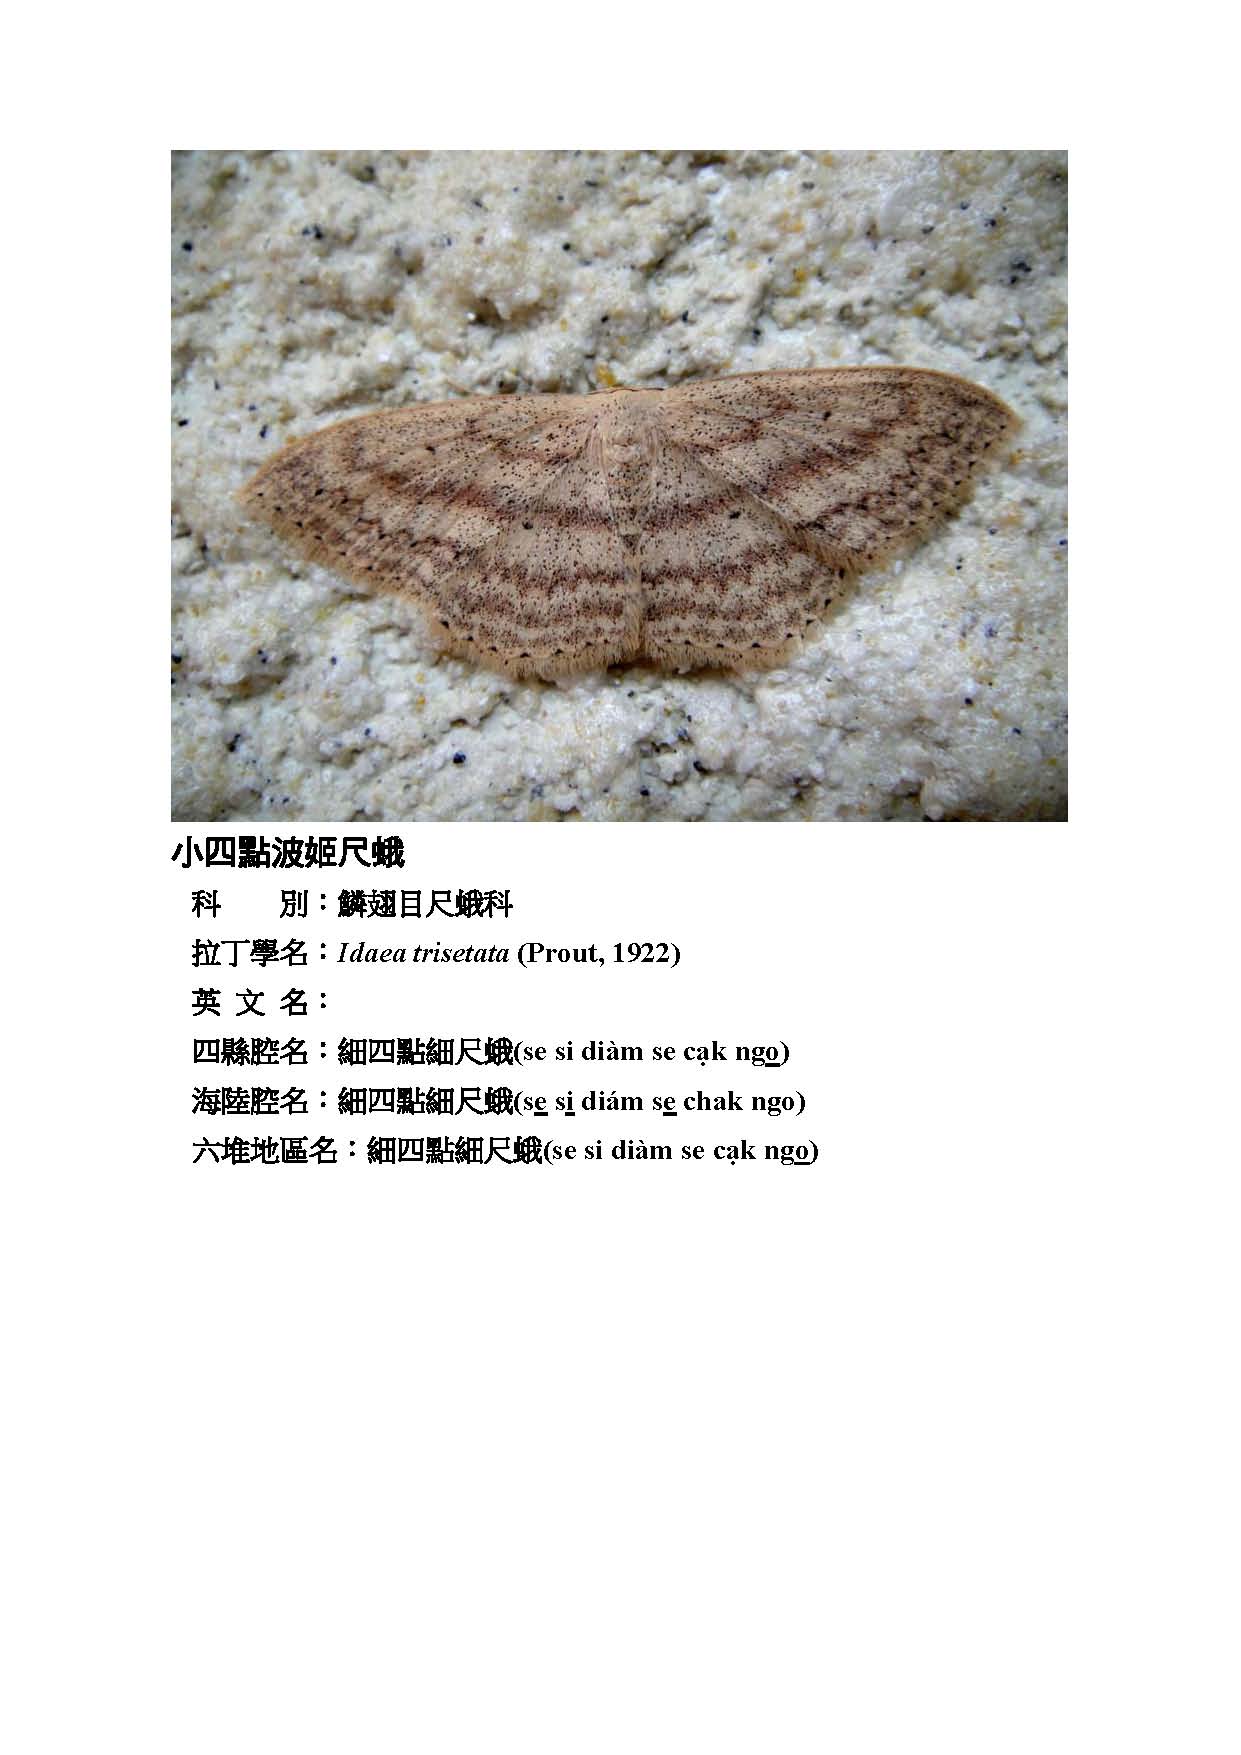 小四點波姬尺蛾
科　　別：鱗翅目尺蛾科
拉丁學名：Idaea trisetata (Prout, 1922)
英 文 名：
四縣腔名：細四點細尺蛾(se si diàm se cạk ngo̲)
海陸腔名：細四點細尺蛾(se̲ si̲ diám se̲ chak ngo)
六堆地區名：細四點細尺蛾(se si diàm se cạk ngo̲)